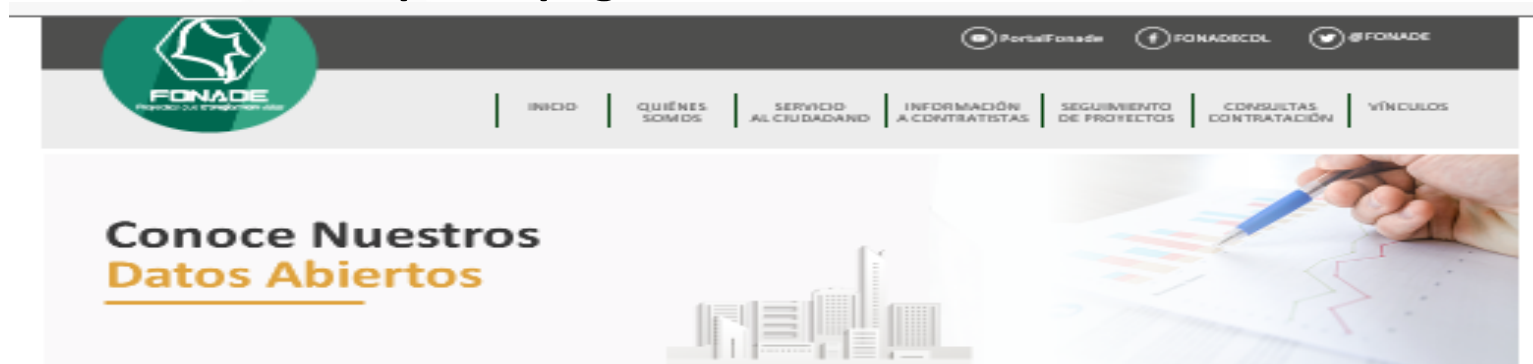 PortalFonade
FONADECOL
@FONADE
FONADE
INICIO
QUIÉNES
SOMOS
SERVICIO
AL CIUDADANO
INFORMACIÓN
A CONTRATISTAS
SEGUIMIENTO
DE PROYECTOS
CONSULTAS
CONTRATACIÓN
VÍNCULOS
Conoce Nuestros
Datos Abiertos